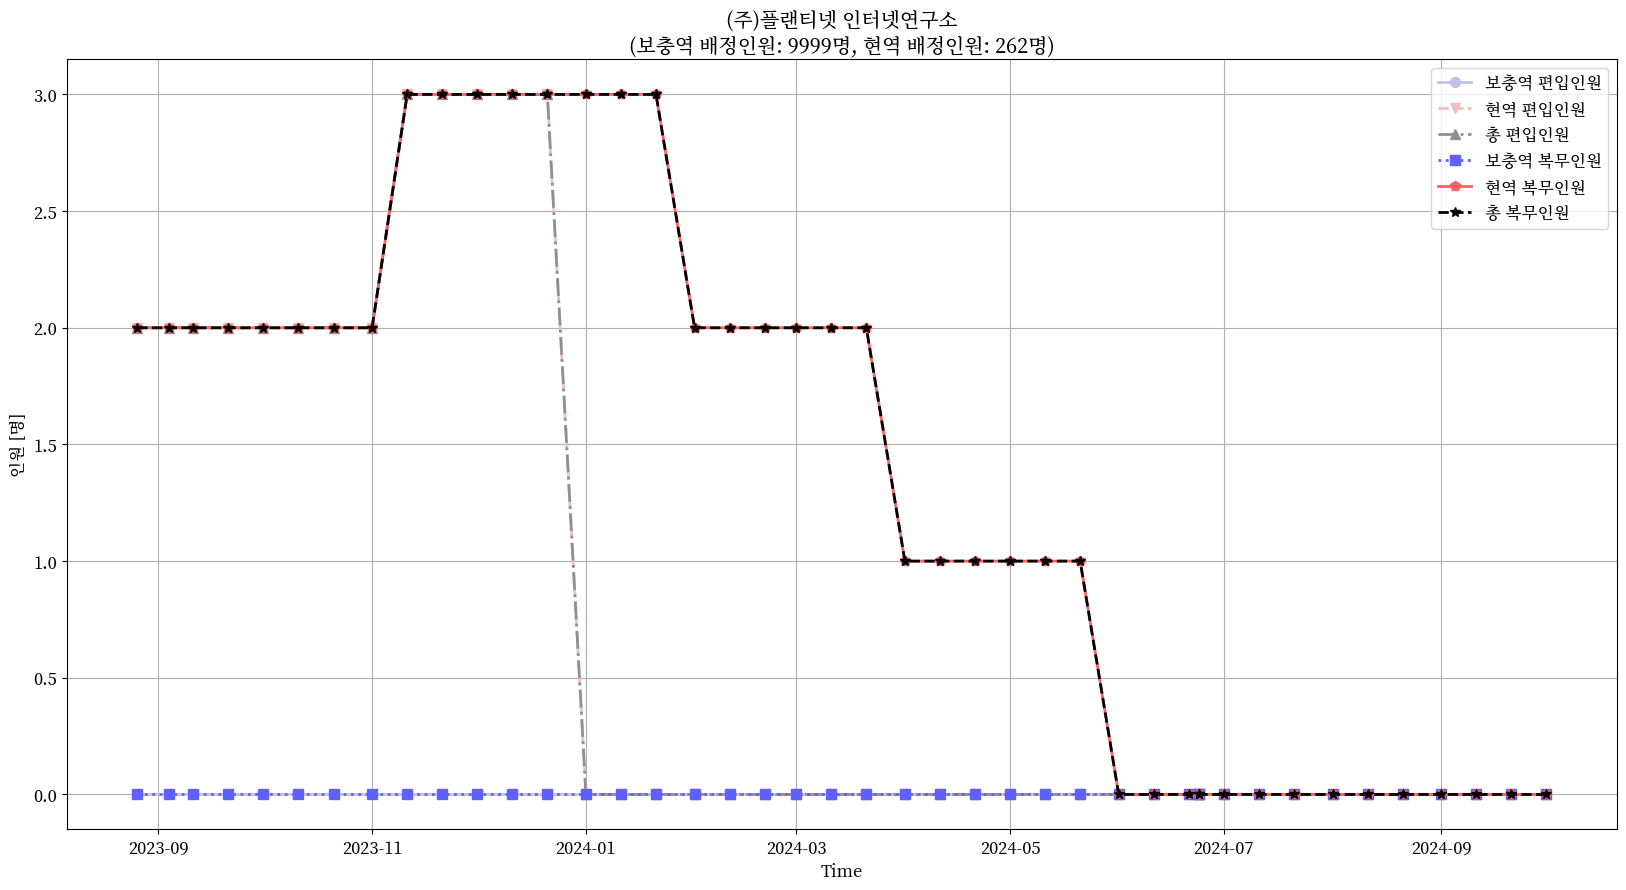 (주)플랜티넷 인터넷연구소
(보충역 배정인원: 9999명, 현역 배정인원: 262명)
보충역 편입인원
현역 편입인원
총 편입인원
보충역 복무인원
현역 복무인원
총 복무인원
인원 [명]
3.0
2.5
2.0
1.5
1.0
0.5
0.0
2023-09
2023-11
2024-01
2024-03
2024-05
2024-07
2024-09
Time